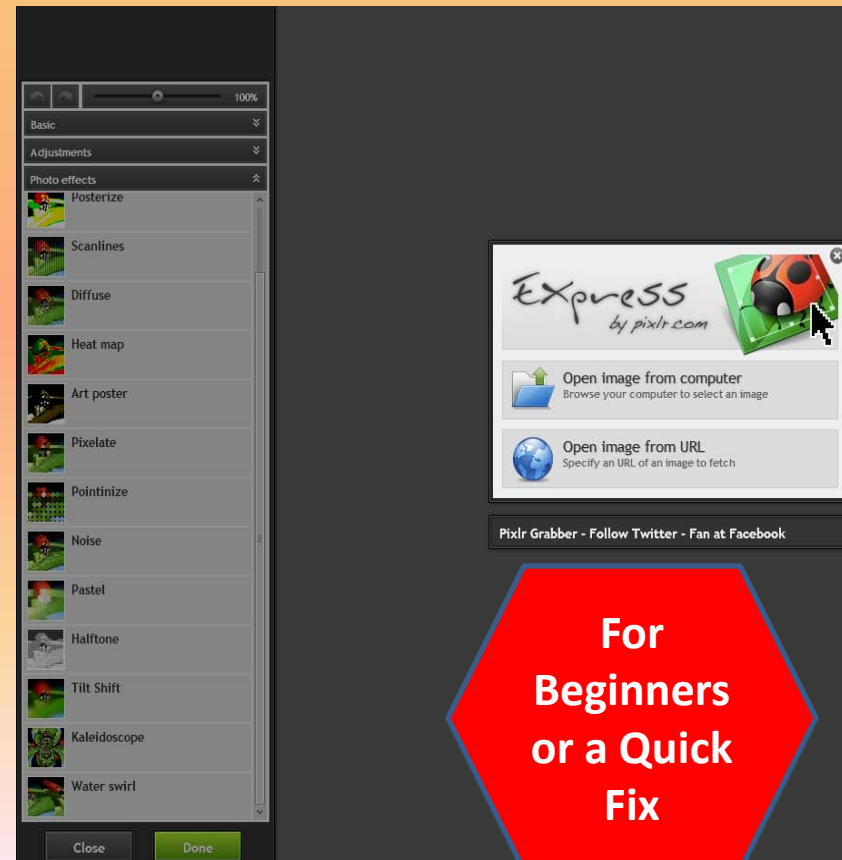 100%
Basic
Adjustments
Photo effects
Posterize
Scanlines
Diffuse
Heat map
Art poster
Pixelate
Pointinize
Noise
Pastel
Halftone
Tilt Shift
Kaleidoscope
Water swirl
Close
Done
Express
by pixlr.com
Open image from computer
Browse your computer to select an image
Open image from URL
Specify an URL of an image to fetch
Pixlr Grabber - Follow Twitter - Fan at Facebook
For
Beginners
or a Quick
Fix